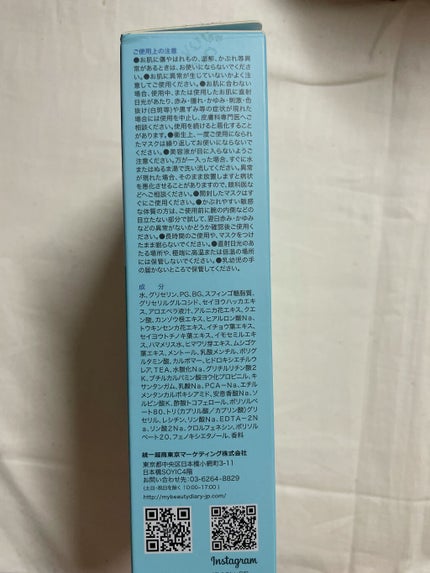 ご使用上の注意
●お肌に傷やはれもの、湿疹、かぶれ等異
常があるときは、お使いにならないでくださ
い。●お肌に異常が生じていないかよく注
意してご使用ください。●お肌に合わない
場合、使用中、または使用したお肌に直射
日光があたり、赤み・腫れ・かゆみ・刺激・色
抜け(白斑等)や黒ずみ等の症状が現れた
場合には使用を中止し、皮膚科専門医へご
相談ください。使用を続けると悪化すること
があります。●衛生上、一度ご使用になられ
たマスクは繰り返してお使いにならないで
ください。●美容液が目に入らないようご
注意ください。万が一入った場合、すぐに水
またはぬるま湯で洗い流してください。異常
が現れた場合、そのまま放置しますと病状
を悪化させることがありますので、眼科医な
どへご相談ください。●開封したマスクはす
ぐにご使用ください。●かぶれやすい敏感
な体質の方は、ご使用前に腕の内側などの
目立たない部分で試して、翌日赤み・かゆみ
などの異常がないかどうか確認後ご使用く
ださい。●長時間のご使用や、マスクをつけ
たまま眠らないでください。●直射日光のあ
たる場所や、極端に高温または低温の場所
には保管しないでください。●乳幼児の手
の届かないところで保管してください。
成 分
水、グリセリン、PG、BG、スフィンゴ糖脂質、
グリセリルグルコシド、セイヨウハッカエキ
ス、アロエベラ液汁、アルニカ花エキス、クエ
ン酸、カンゾウ根エキス、ヒアルロン酸Na、
トウキンセンカ花エキス、イチョウ葉エキス、
セイヨウトチノキ葉エキス、イモセミルエキ
ス、ハマメリス水、ヒマワリ芽エキス、ムシゴケ
葉エキス、メントール、乳酸メンチル、ポリグ
ルタミン酸、カルボマー、ヒドロキシエチルウ
レア、TEA、水酸化Na、グリチルリチン酸2
K、ブチルカルバミン酸ヨウ化プロピニル、キ
サンタンガム、乳酸Na、PCA-Na、エチル
メンタンカルボキシアミド、安息香酸Na、ソ
ルビン酸K、酢酸トコフェロール、ポリソルベ
ート80、トリ(カプリル酸/カプリン酸)グリ
セリル、レシチン、リン酸Na、EDTA-2N
a、リン酸2Na、クロルフェネシン、ポリソル
ベート20、フェノキシエタノール、香料
統一超商東京マーケティング株式会社
東京都中央区日本橋小網町3-11
日本橋SOYIC4階
お問い合わせ先:03-6264-8829
(土日・祝日を除く 10:00~17:00)
http://mybeautydiary-jp.com/
Instagram